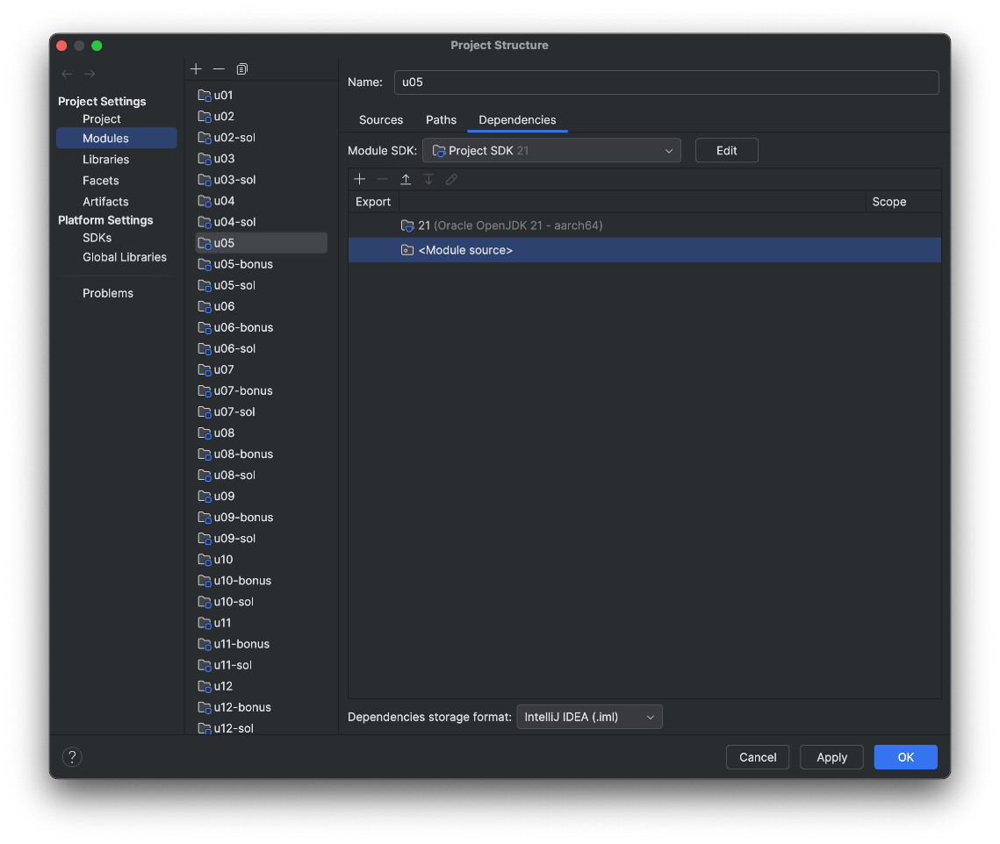 Project Structure
Project Settings
Project
Modules
Libraries
Facets
Artifacts
Platform Settings
SDKs
Global Libraries
Problems
u01
u02
u02-sol
u03
u03-sol
u04
u04-sol
u05
u05-bonus
u05-sol
u06
u06-bonus
u06-sol
u07
u07-bonus
u07-sol
u08
u08-bonus
u08-sol
u09
u09-bonus
u09-sol
u10
u10-bonus
u10-sol
u11
u11-bonus
u11-sol
u12
u12-bonus
u12-sol
Name: u05
Sources Paths Dependencies
Module SDK: Project SDK 21 Edit
Export Scope
21 (Oracle OpenJDK 21 - aarch64)
<Module source>
Dependencies storage format: IntelliJ IDEA (.iml)
? Cancel Apply OK